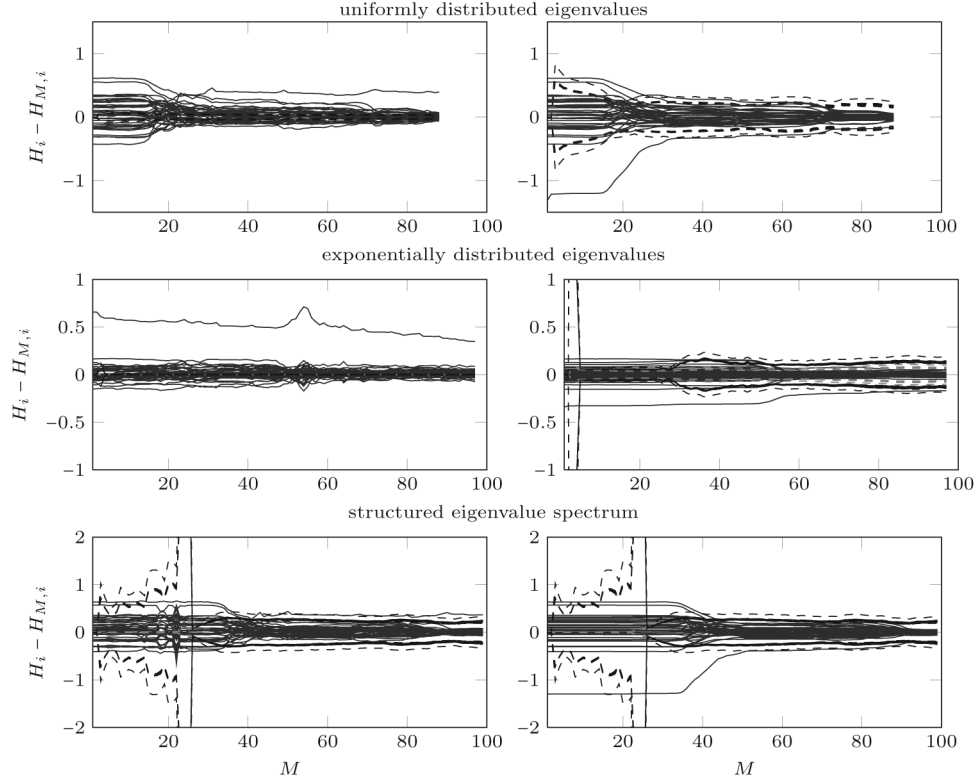 uniformly distributed eigenvalues
H_i − H_{M,i}
1
0
−1
20 40 60 80 100
1
0
−1
20 40 60 80 100
exponentially distributed eigenvalues
H_i − H_{M,i}
1
0.5
0
−0.5
−1
20 40 60 80 100
1
0.5
0
−0.5
−1
20 40 60 80 100
structured eigenvalue spectrum
H_i − H_{M,i}
2
1
0
−1
−2
20 40 60 80 100
M
2
1
0
−1
−2
20 40 60 80 100
M